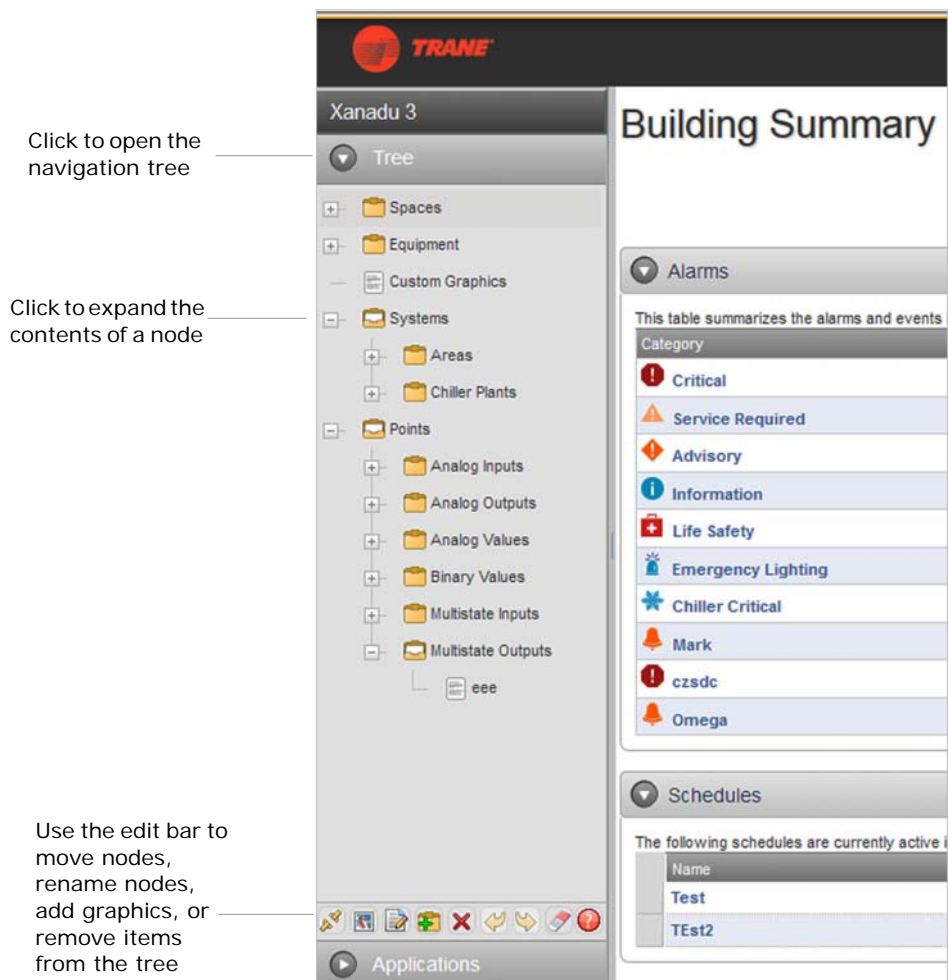 TRANE
Xanadu 3
Click to open the
navigation tree
Tree
Spaces
Equipment
Custom Graphics
Click to expand the
contents of a node
Systems
Areas
Chiller Plants
Points
Analog Inputs
Analog Outputs
Analog Values
Binary Values
Multistate Inputs
Multistate Outputs
eee
Use the edit bar to
move nodes,
rename nodes,
add graphics, or
remove items
from the tree
Applications
Building Summary
Alarms
This table summarizes the alarms and events
Category
Critical
Service Required
Advisory
Information
Life Safety
Emergency Lighting
Chiller Critical
Mark
czsdc
Omega
Schedules
The following schedules are currently active i
Name
Test
TEst2